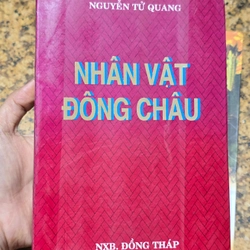 NGUYỄN TỬ QUANG
NHÂN VẬT
ĐÔNG CHÂU
NXB. ĐỒNG THÁP